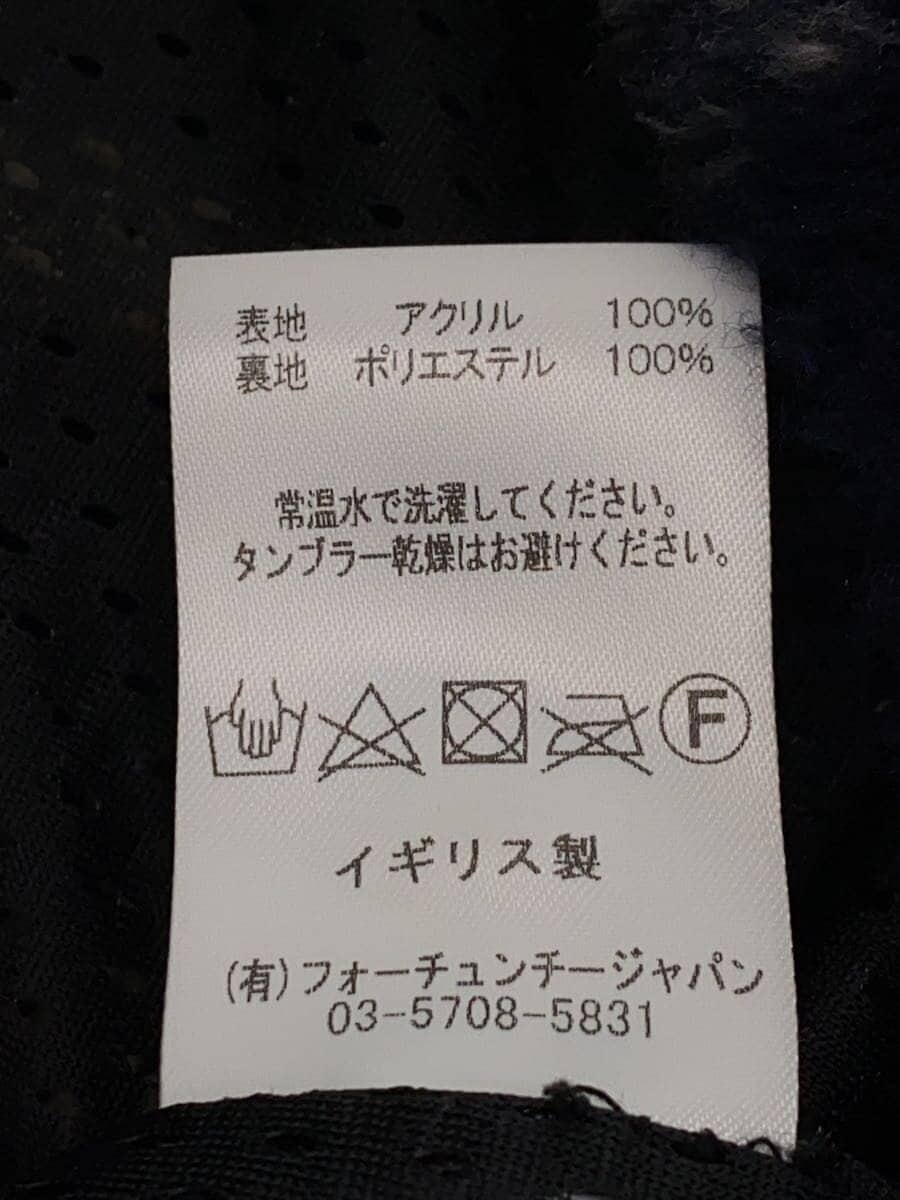 表地 アクリル 100%
裏地 ポリエステル 100%
常温水で洗濯してください。
タンブラー乾燥はお避けください。
F
イギリス製
(有)フォーチュンチージャパン
03-5708-5831